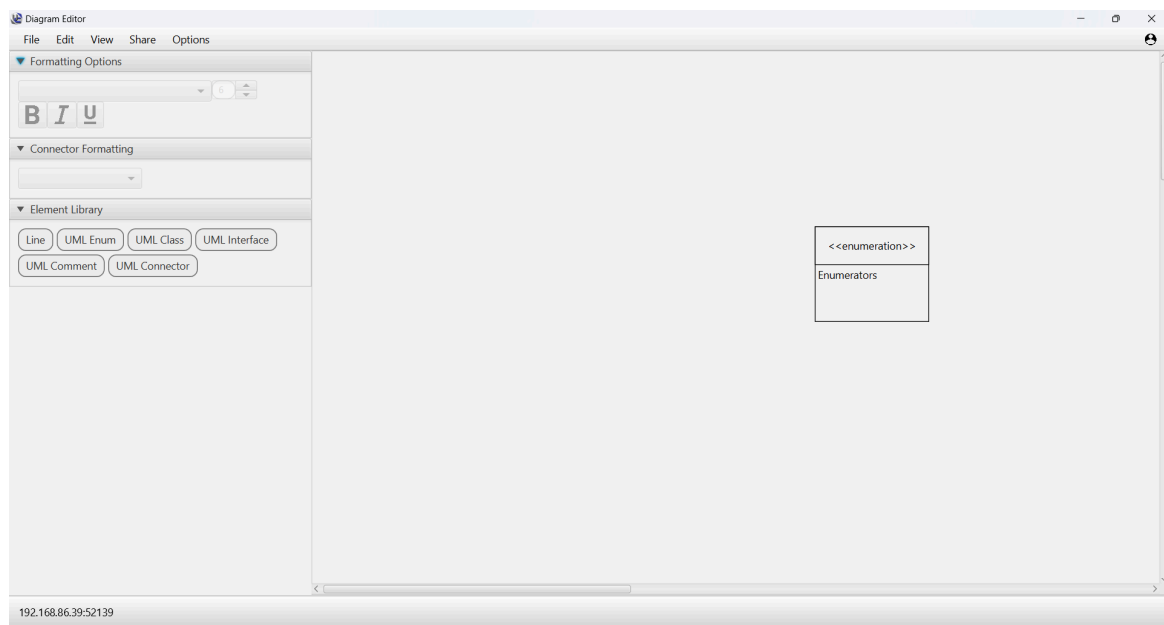 Diagram Editor
File Edit View Share Options
Formatting Options
6
B I U
Connector Formatting
Element Library
Line UML Enum UML Class UML Interface
UML Comment UML Connector
<<enumeration>>
Enumerators
192.168.86.39:52139